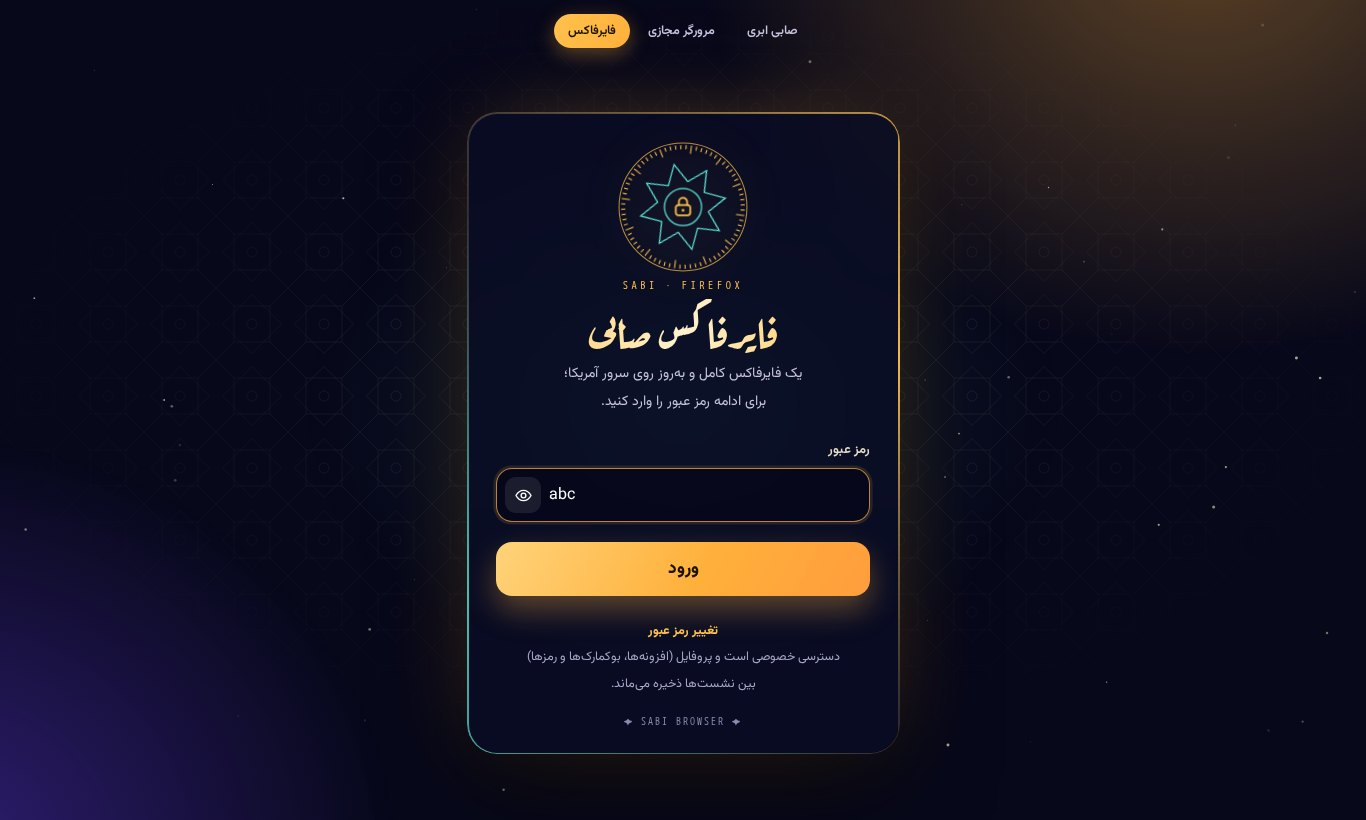 صابی ابری
مرورگر مجازی
فایرفاکس
SABI · FIREFOX
فایرفاکس صابی
یک فایرفاکس کامل و به‌روز روی سرور آمریکا؛
برای ادامه رمز عبور را وارد کنید.
رمز عبور
abc
ورود
تغییر رمز عبور
دسترسی خصوصی است و پروفایل (افزونه‌ها، بوکمارک‌ها و رمزها)
بین نشست‌ها ذخیره می‌ماند.
✦ SABI BROWSER ✦